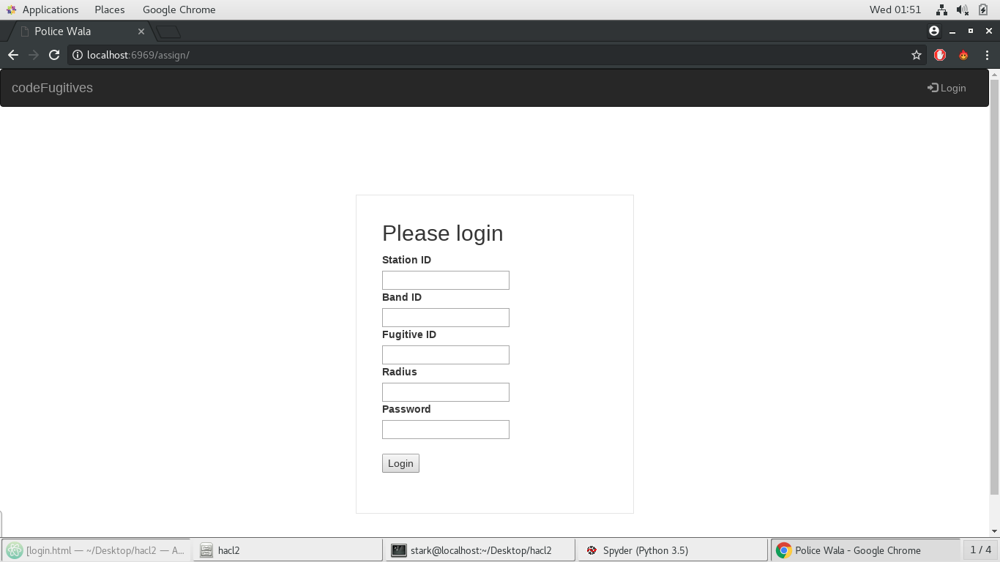 Applications Places Google Chrome Wed 01:51
Police Wala
localhost:6969/assign/
codeFugitives Login
Please login
Station ID
Band ID
Fugitive ID
Radius
Password
Login
[login.html — ~/Desktop/hacl2 — A... hacl2 stark@localhost:~/Desktop/hacl2 Spyder (Python 3.5) Police Wala - Google Chrome 1 / 4